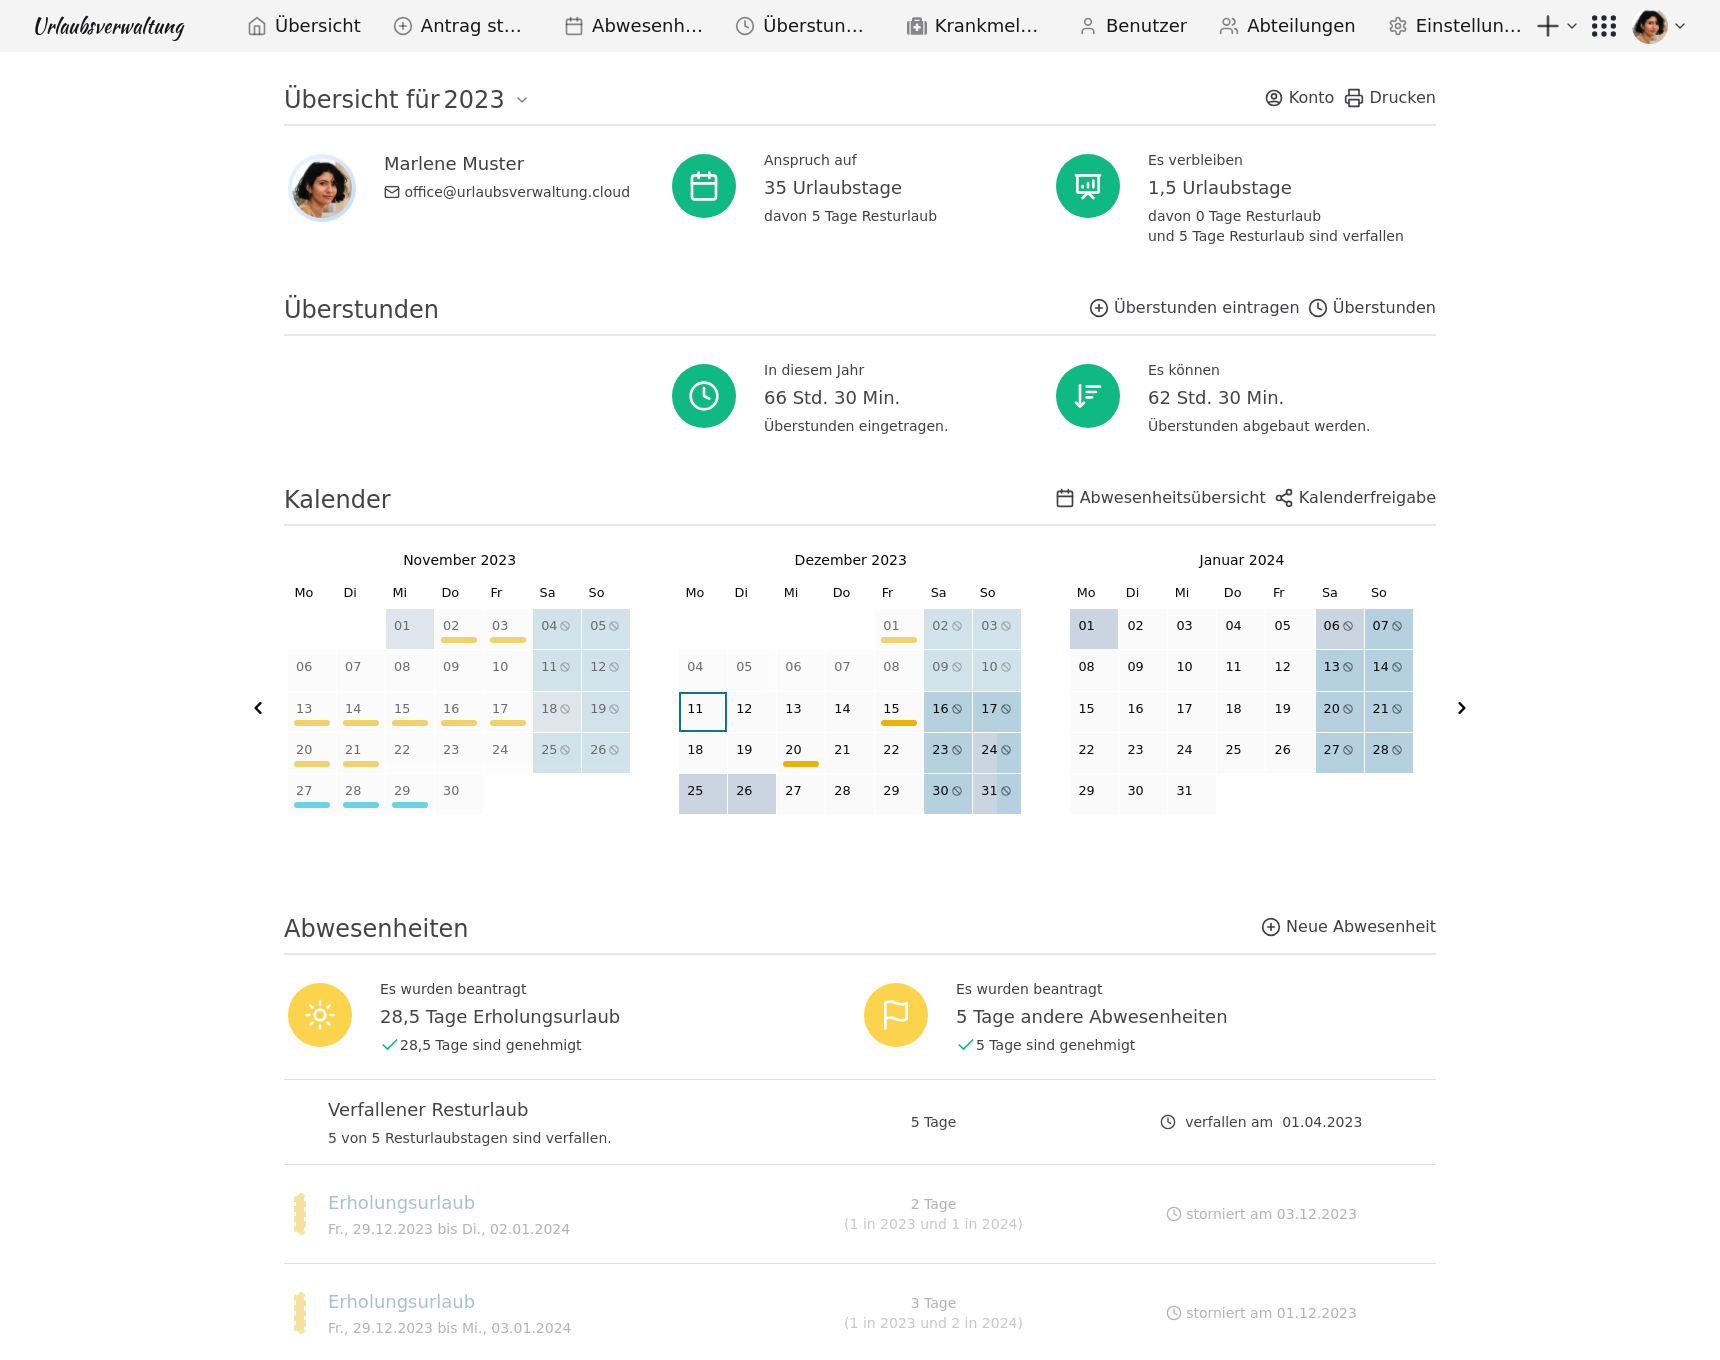 Urlaubsverwaltung Übersicht Antrag st... Abwesenh... Überstun... Krankmel... Benutzer Abteilungen Einstellun...
Übersicht für 2023 Konto Drucken
Marlene Muster
office@urlaubsverwaltung.cloud
Anspruch auf
35 Urlaubstage
davon 5 Tage Resturlaub
Es verbleiben
1,5 Urlaubstage
davon 0 Tage Resturlaub
und 5 Tage Resturlaub sind verfallen
Überstunden Überstunden eintragen Überstunden
In diesem Jahr
66 Std. 30 Min.
Überstunden eingetragen.
Es können
62 Std. 30 Min.
Überstunden abgebaut werden.
Kalender Abwesenheitsübersicht Kalenderfreigabe
November 2023
Mo Di Mi Do Fr Sa So
01 02 03 04 05
06 07 08 09 10 11 12
13 14 15 16 17 18 19
20 21 22 23 24 25 26
27 28 29 30
Dezember 2023
Mo Di Mi Do Fr Sa So
01 02 03
04 05 06 07 08 09 10
11 12 13 14 15 16 17
18 19 20 21 22 23 24
25 26 27 28 29 30 31
Januar 2024
Mo Di Mi Do Fr Sa So
01 02 03 04 05 06 07
08 09 10 11 12 13 14
15 16 17 18 19 20 21
22 23 24 25 26 27 28
29 30 31
Abwesenheiten Neue Abwesenheit
Es wurden beantragt
28,5 Tage Erholungsurlaub
28,5 Tage sind genehmigt
Es wurden beantragt
5 Tage andere Abwesenheiten
5 Tage sind genehmigt
Verfallener Resturlaub
5 von 5 Resturlaubstagen sind verfallen.
5 Tage
verfallen am 01.04.2023
Erholungsurlaub
Fr., 29.12.2023 bis Di., 02.01.2024
2 Tage
(1 in 2023 und 1 in 2024)
storniert am 03.12.2023
Erholungsurlaub
Fr., 29.12.2023 bis Mi., 03.01.2024
3 Tage
(1 in 2023 und 2 in 2024)
storniert am 01.12.2023